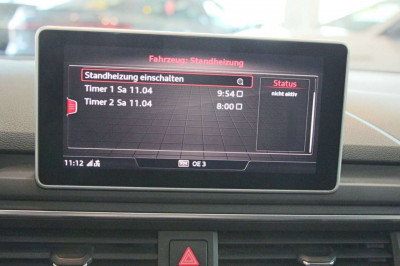 Fahrzeug: Standheizung
Standheizung einschalten
Timer 1 Sa 11.04 9:54
Timer 2 Sa 11.04 8:00
Status
nicht aktiv
11:12 OE 3